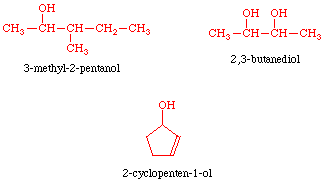 OH
CH₃—CH—CH—CH₂—CH₃
CH₃
3-methyl-2-pentanol
OH OH
CH₃—CH—CH—CH₃
2,3-butanediol
OH
2-cyclopenten-1-ol